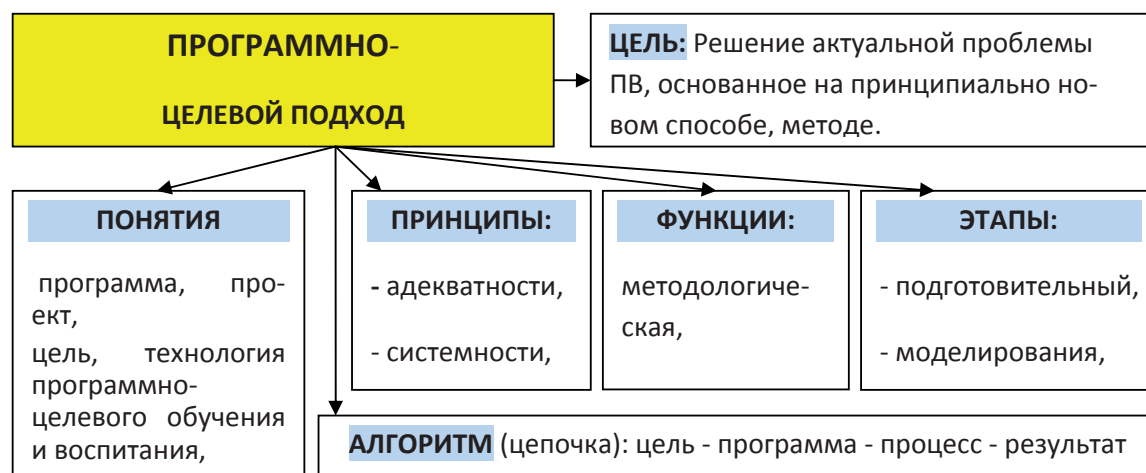 ПРОГРАММНО-
ЦЕЛЕВОЙ ПОДХОД
ЦЕЛЬ: Решение актуальной проблемы
ПВ, основанное на принципиально но-
вом способе, методе.
ПОНЯТИЯ
программа, про-
ект,
цель, технология
программно-
целевого обучения
и воспитания,
ПРИНЦИПЫ:
- адекватности,
- системности,
ФУНКЦИИ:
методологиче-
ская,
ЭТАПЫ:
- подготовительный,
- моделирования,
АЛГОРИТМ (цепочка): цель - программа - процесс - результат